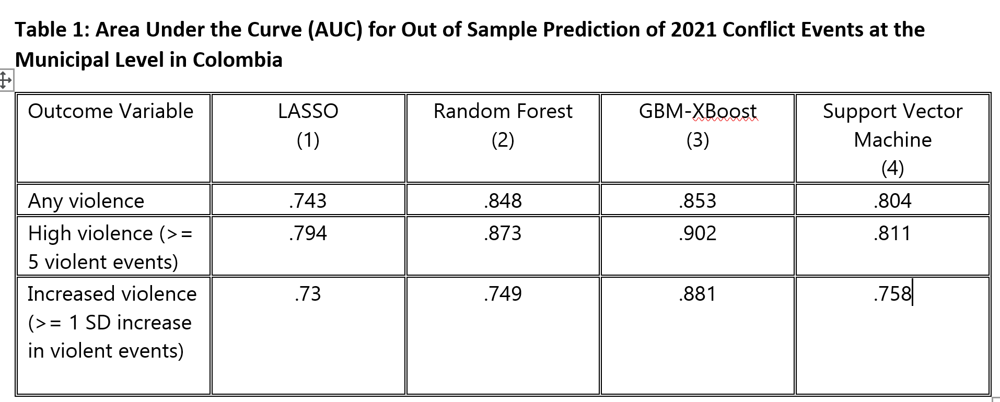 Table 1: Area Under the Curve (AUC) for Out of Sample Prediction of 2021 Conflict Events at the
Municipal Level in Colombia
Outcome Variable
LASSO
(1)
Random Forest
(2)
GBM-XBoost
(3)
Support Vector
Machine
(4)
Any violence
.743
.848
.853
.804
High violence (>=
5 violent events)
.794
.873
.902
.811
Increased violence
(>= 1 SD increase
in violent events)
.73
.749
.881
.758